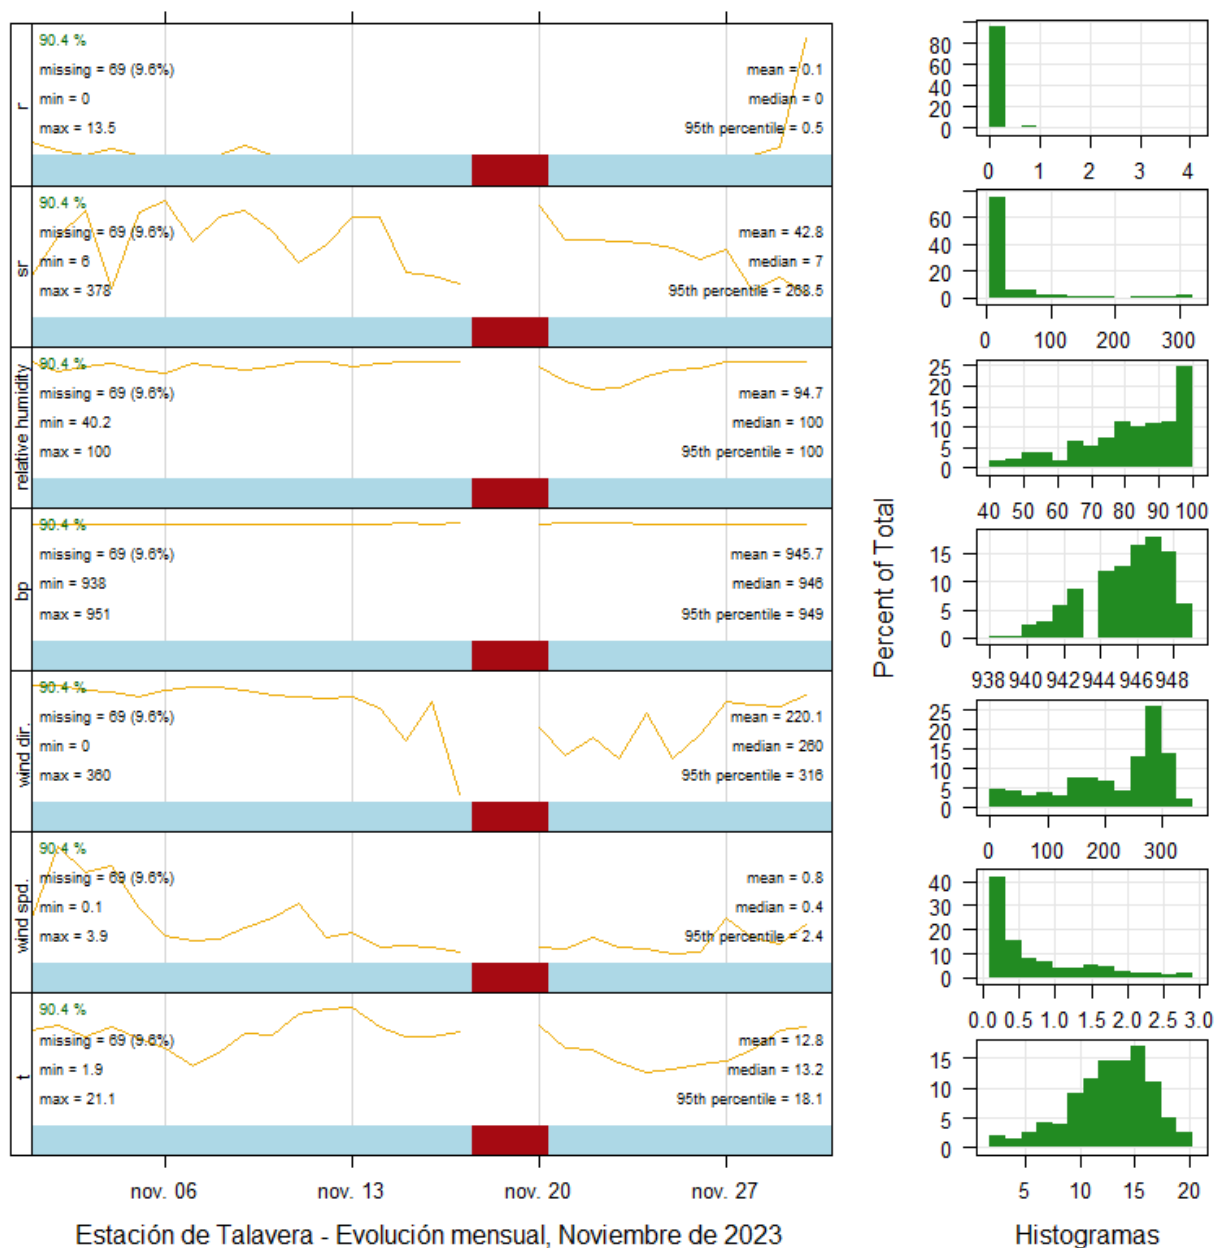 r
90.4 %
missing = 69 (9.6%)
min = 0
max = 13.5
mean = 0.1
median = 0
95th percentile = 0.5
sr
90.4 %
missing = 69 (9.6%)
min = 6
max = 378
mean = 42.8
median = 7
95th percentile = 268.5
relative humidity
90.4 %
missing = 69 (9.6%)
min = 40.2
max = 100
mean = 94.7
median = 100
95th percentile = 100
bp
90.4 %
missing = 69 (9.6%)
min = 938
max = 951
mean = 945.7
median = 946
95th percentile = 949
wind dir.
90.4 %
missing = 69 (9.6%)
min = 0
max = 360
mean = 220.1
median = 260
95th percentile = 316
wind spd.
90.4 %
missing = 69 (9.6%)
min = 0.1
max = 3.9
mean = 0.8
median = 0.4
95th percentile = 2.4
t
90.4 %
missing = 69 (9.6%)
min = 1.9
max = 21.1
mean = 12.8
median = 13.2
95th percentile = 18.1
nov. 06 nov. 13 nov. 20 nov. 27
Estación de Talavera - Evolución mensual, Noviembre de 2023
Percent of Total
80
60
40
20
0
0 1 2 3 4
60
40
20
0
0 100 200 300
25
20
15
10
5
0
40 50 60 70 80 90 100
15
10
5
0
938 940 942 944 946 948
25
20
15
10
5
0
0 100 200 300
40
30
20
10
0
0.0 0.5 1.0 1.5 2.0 2.5 3.0
15
10
5
0
5 10 15 20
Histogramas